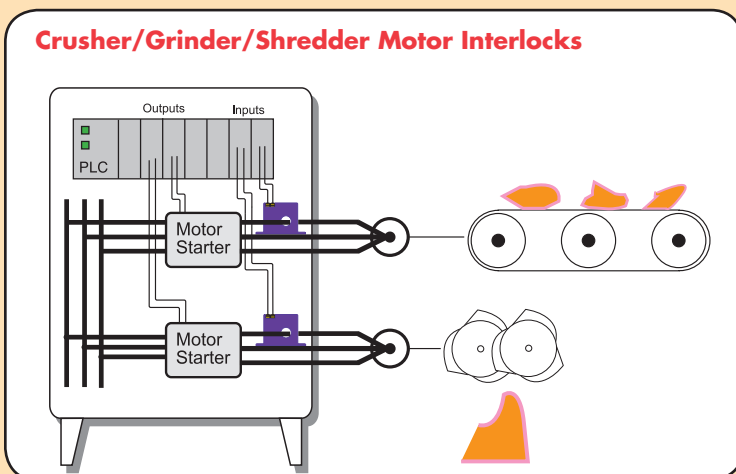 Crusher/Grinder/Shredder Motor Interlocks
Outputs
Inputs
PLC
Motor
Starter
Motor
Starter